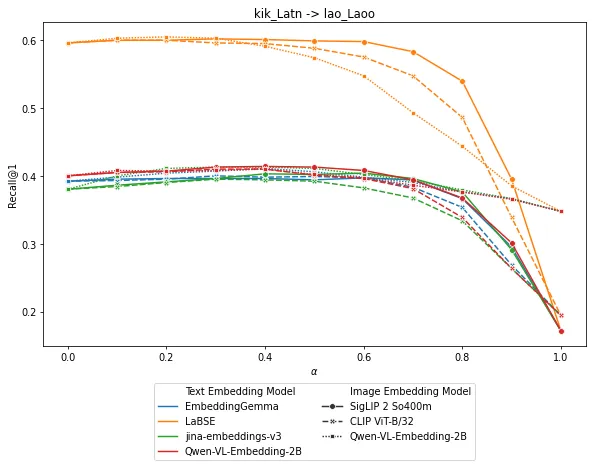 kik_Latn -> lao_Laoo
Recall@1
0.6
0.5
0.4
0.3
0.2
0.0 0.2 0.4 0.6 0.8 1.0
α
Text Embedding Model Image Embedding Model
EmbeddingGemma SigLIP 2 So400m
LaBSE CLIP ViT-B/32
jina-embeddings-v3 Qwen-VL-Embedding-2B
Qwen-VL-Embedding-2B